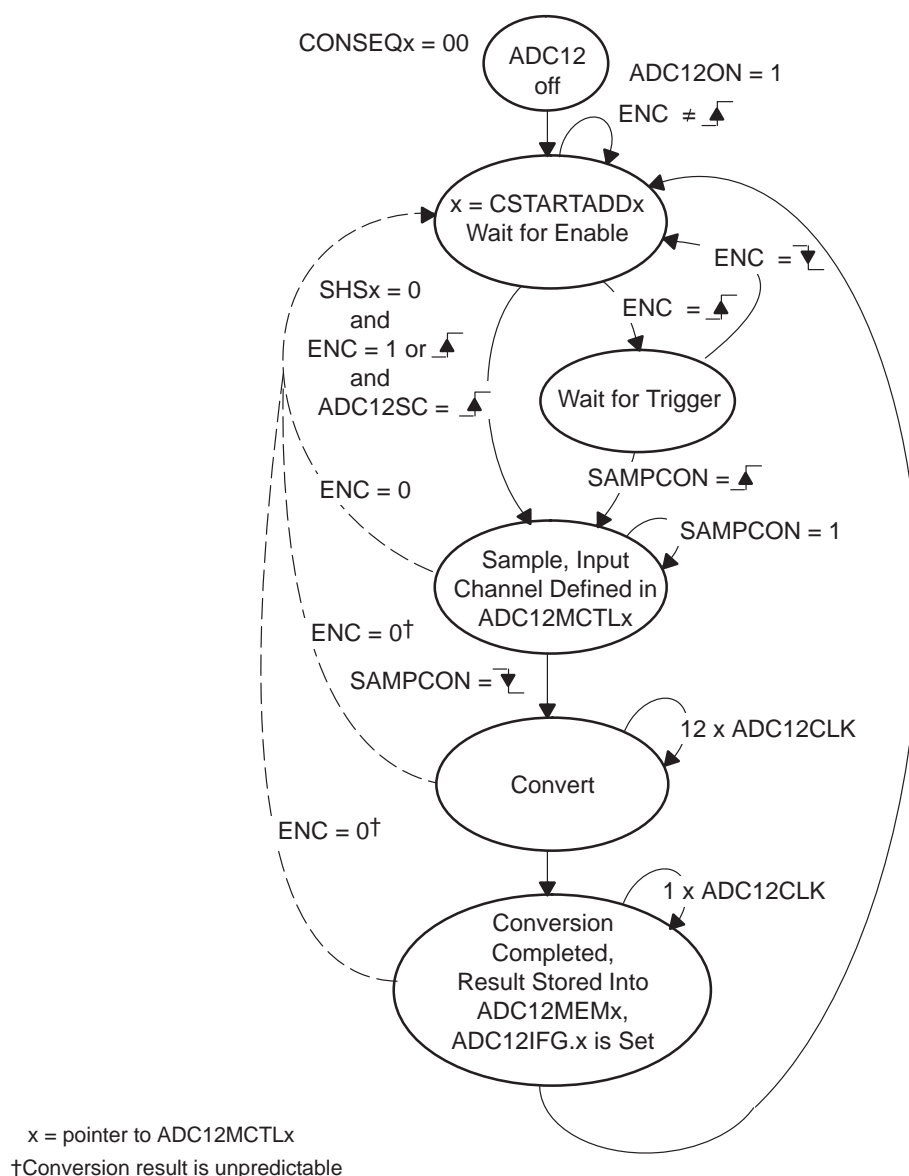 CONSEQx = 00
ADC12
off
ADC12ON = 1
ENC ≠
x = CSTARTADDx
Wait for Enable
ENC =
SHSx = 0
and
ENC = 1 or
and
ADC12SC =
ENC =
Wait for Trigger
SAMPCON =
ENC = 0
SAMPCON = 1
Sample, Input
Channel Defined in
ADC12MCTLx
ENC = 0†
SAMPCON =
12 x ADC12CLK
Convert
ENC = 0†
1 x ADC12CLK
Conversion
Completed,
Result Stored Into
ADC12MEMx,
ADC12IFG.x is Set
x = pointer to ADC12MCTLx
†Conversion result is unpredictable